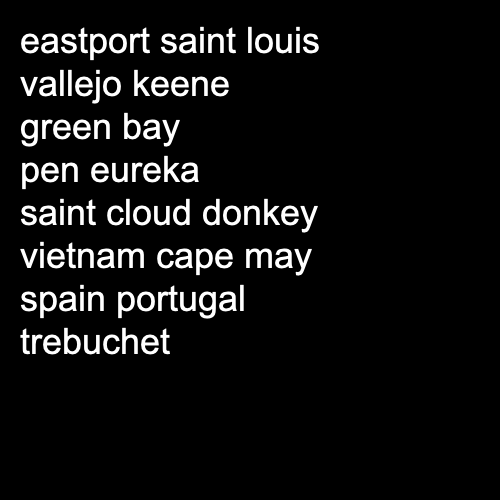 eastport saint louis
vallejo keene
green bay
pen eureka
saint cloud donkey
vietnam cape may
spain portugal
trebuchet